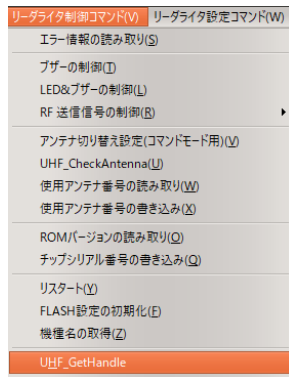 リーダライタ制御コマンド(V) リーダライタ設定コマンド(W)
エラー情報の読み取り(S)
ブザーの制御(T)
LED&ブザーの制御(L)
RF 送信信号の制御(R)
アンテナ切り替え設定(コマンドモード用)(V)
UHF_CheckAntenna(U)
使用アンテナ番号の読み取り(W)
使用アンテナ番号の書き込み(X)
ROMバージョンの読み取り(O)
チップシリアル番号の書き込み(Q)
リスタート(Y)
FLASH設定の初期化(F)
機種名の取得(Z)
UHF_GetHandle